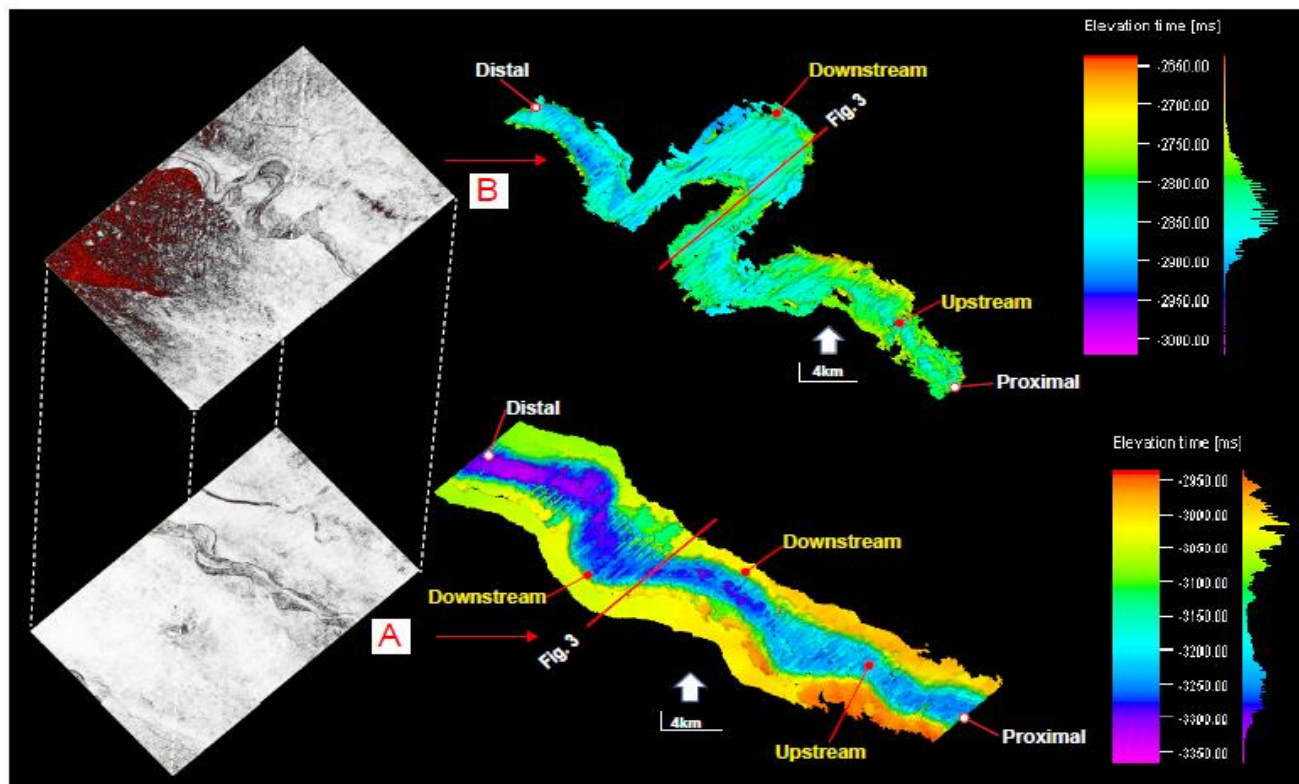 Elevation time [ms]
Distal
Downstream
Fig. 3
-2650.00
-2700.00
-2750.00
-2800.00
-2850.00
-2900.00
-2950.00
-3000.00
B
Upstream
4km
Proximal
Distal
Elevation time [ms]
-2950.00
-3000.00
-3050.00
-3100.00
-3150.00
-3200.00
-3250.00
-3300.00
-3350.00
Downstream
Downstream
A
Fig. 3
4km
Upstream
Proximal